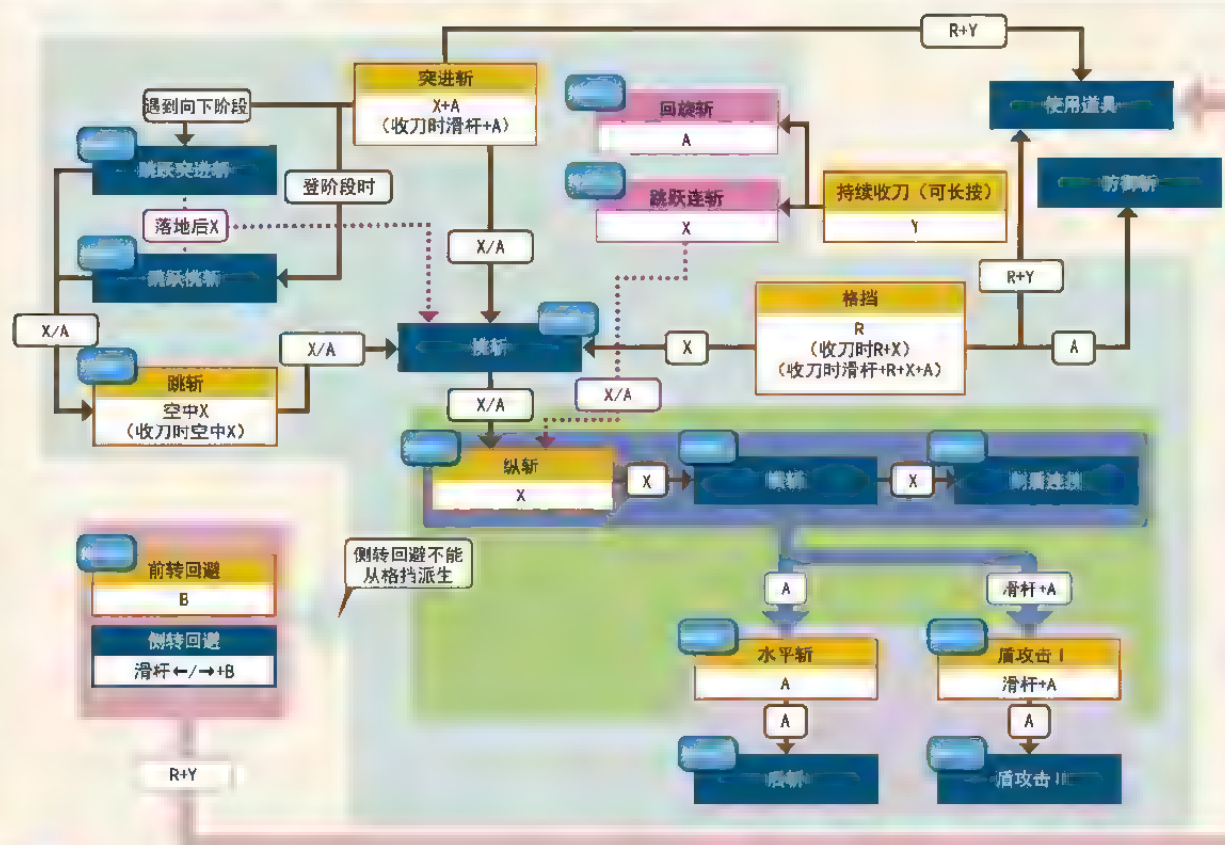 R+Y
突进斩
X+A
(收刀时滑杆+A)
遇到向下阶段
回旋斩
A
使用道具
跳跃突进斩
登阶段时
跳跃连斩
X
持续收刀(可长按)
Y
防御斩
落地后X
X/A
R+Y
跳跃挑斩
格挡
R
(收刀时R+X)
(收刀时滑杆+R+X+A)
X/A
X/A
挑斩
X
A
跳斩
空中X
(收刀时空中X)
X/A
X/A
纵斩
X
X
横斩
X
侧转回避不能
从格挡派生
前转回避
B
A
滑杆+A
侧转回避
滑杆←/→+B
水平斩
A
盾攻击 I
滑杆+A
A
A
R+Y
盾攻击 II